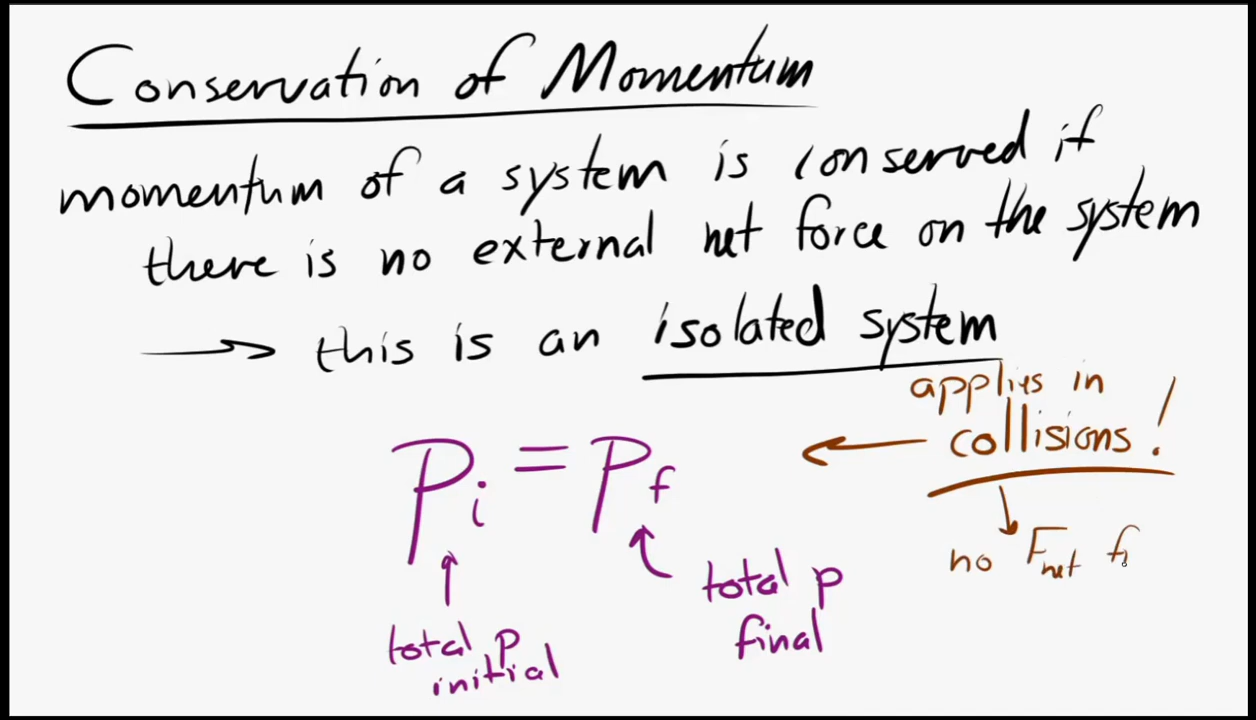 Conservation of Momentum
momentum of a system is conserved if
there is no external net force on the system
→ this is an isolated system
applies in
collisions!
Pi = Pf
no Fnet
total p
final
total p
initial